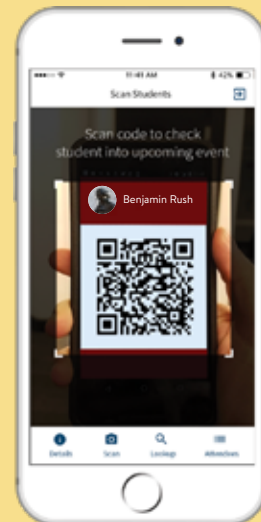 11:41 AM
42%
Scan Students
Scan code to check
student into upcoming event
Benjamin Rush
Details
Scan
Lookup
Attendees